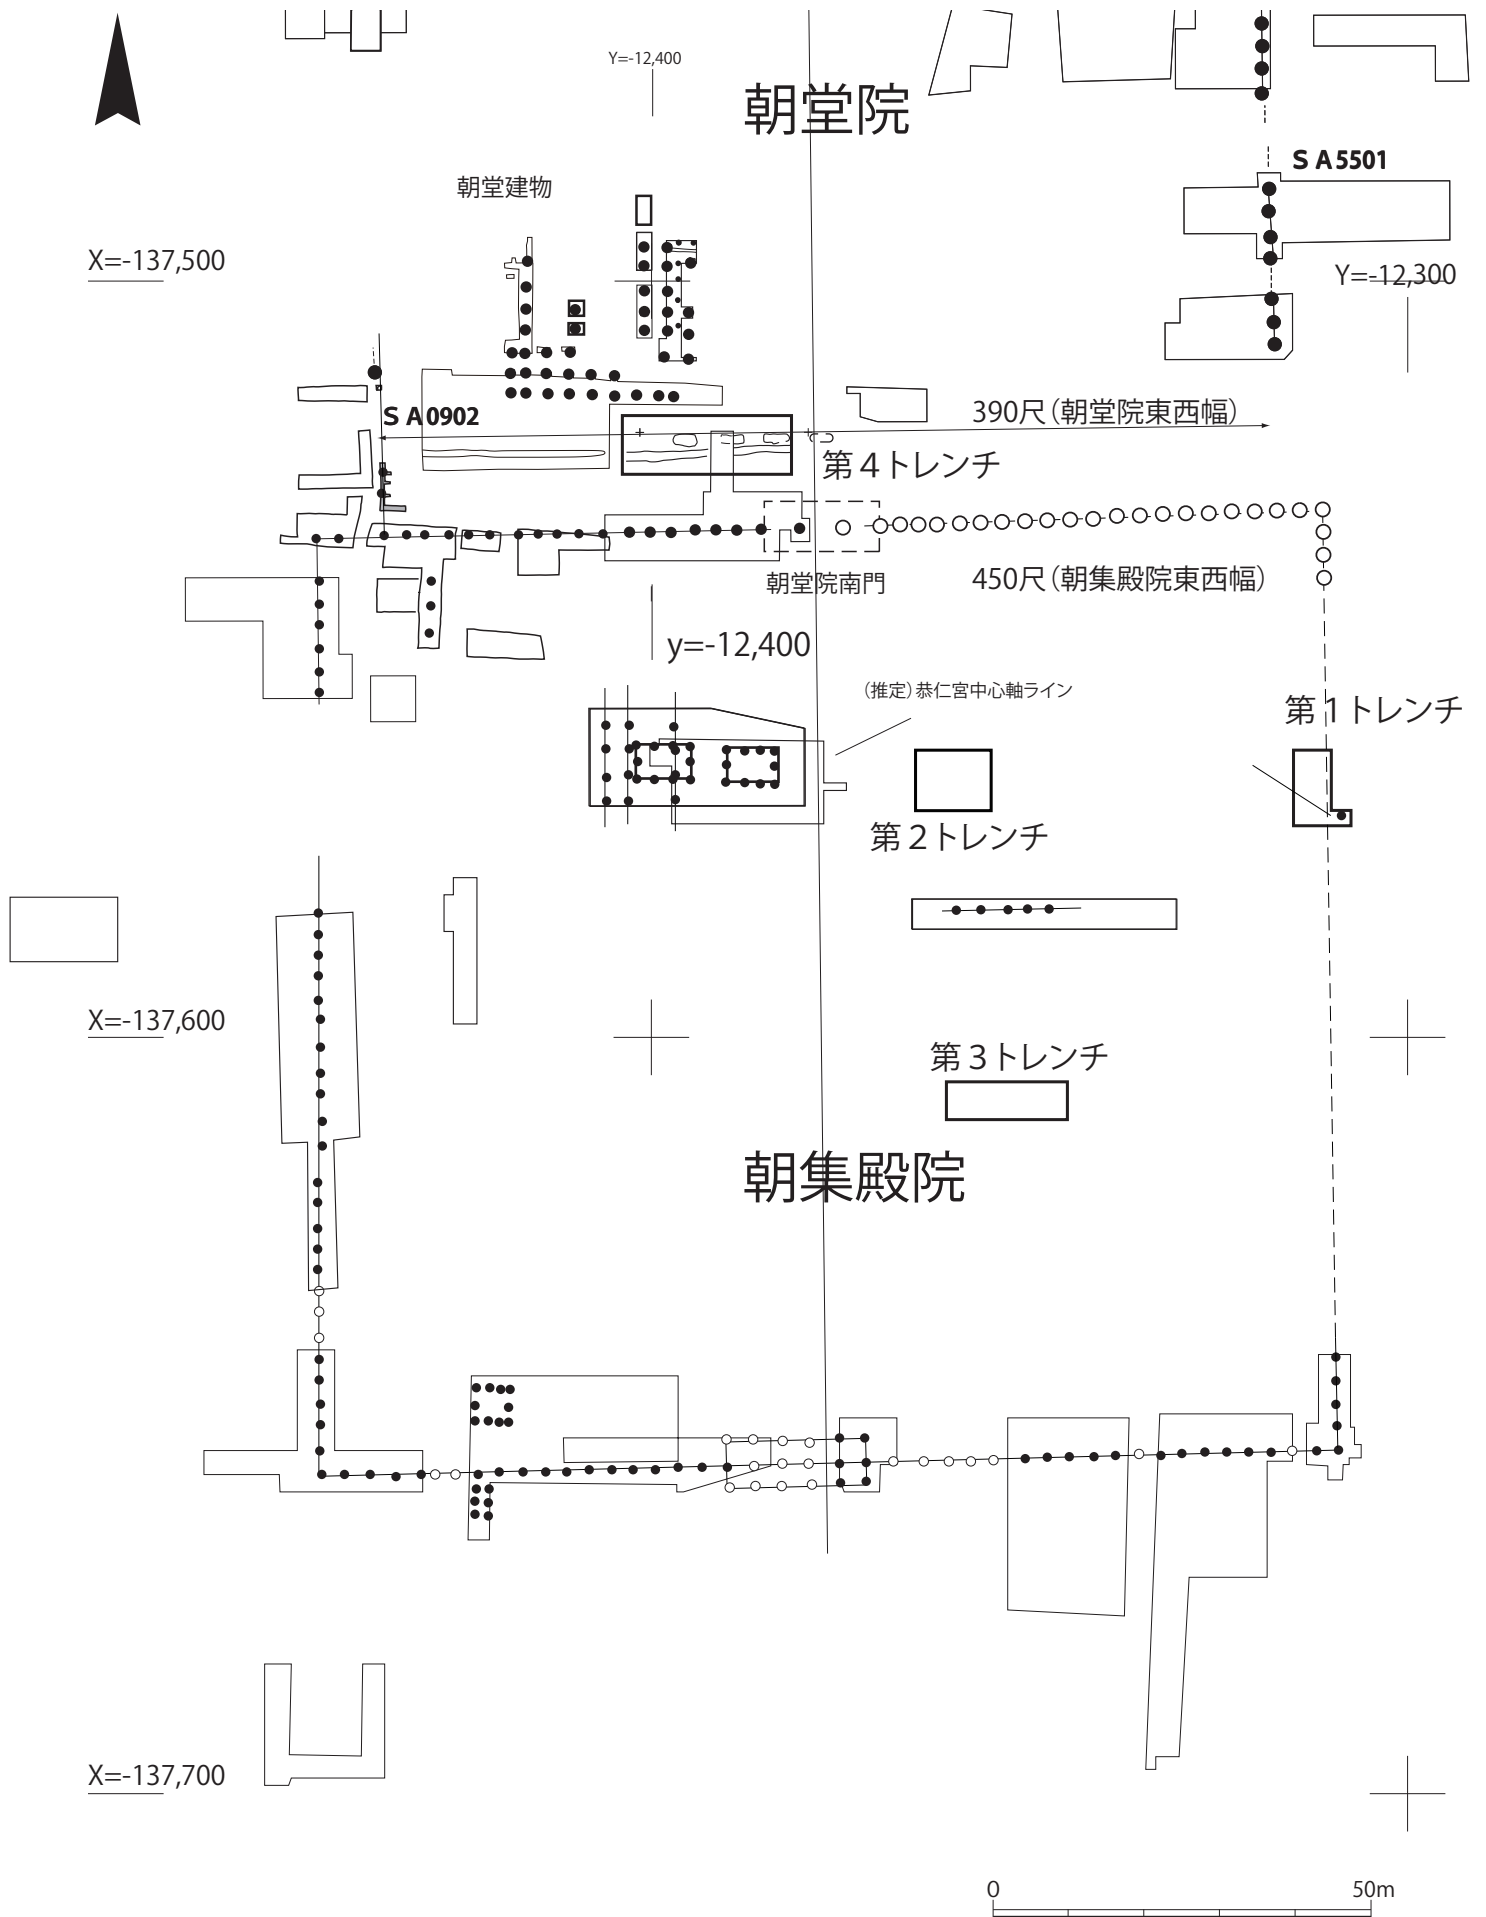 Y=-12,400
朝堂院
S A 5501
朝堂建物
X=-137,500
Y=-12,300
390尺（朝堂院東西幅）
S A 0902
第４トレンチ
朝堂院南門
450尺（朝集殿院東西幅）
y=-12,400
（推定）恭仁宮中心軸ライン
第１トレンチ
第２トレンチ
X=-137,600
第３トレンチ
朝集殿院
X=-137,700
0
50m